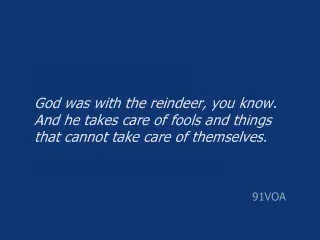 God was with the reindeer, you know.
And he takes care of fools and things
that cannot take care of themselves.
91VOA